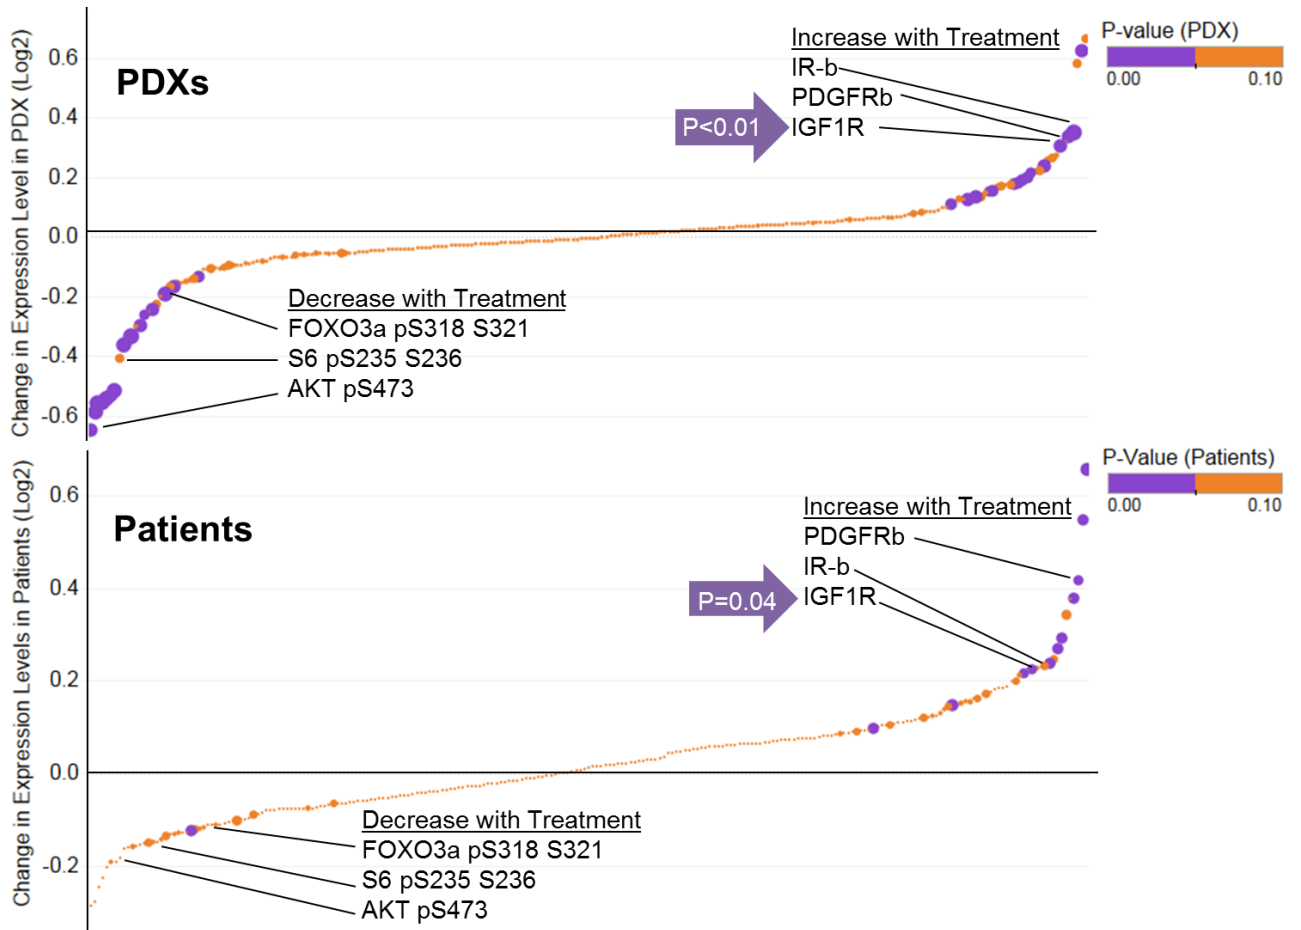 Change in Expression Level in PDX (Log2)
0.6
0.4
0.2
0.0
-0.2
-0.4
-0.6
PDXs
Increase with Treatment
IR-b
PDGFRb
IGF1R
P<0.01
Decrease with Treatment
FOXO3a pS318 S321
S6 pS235 S236
AKT pS473
P-value (PDX)
0.00 0.10
Change in Expression Levels in Patients (Log2)
0.6
0.4
0.2
0.0
-0.2
Patients
Increase with Treatment
PDGFRb
IR-b
IGF1R
P=0.04
Decrease with Treatment
FOXO3a pS318 S321
S6 pS235 S236
AKT pS473
P-Value (Patients)
0.00 0.10